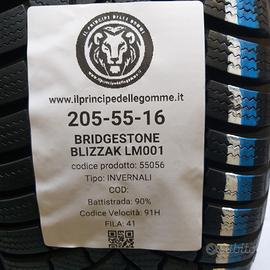 IL PRINCIPE DELLE GOMME
www.ilprincipedellegomme.it
205-55-16
BRIDGESTONE
BLIZZAK LM001
codice prodotto: 55056
Tipo: INVERNALI
COD:
Battistrada: 90%
Codice Velocità: 91H
FILA: 41
subito